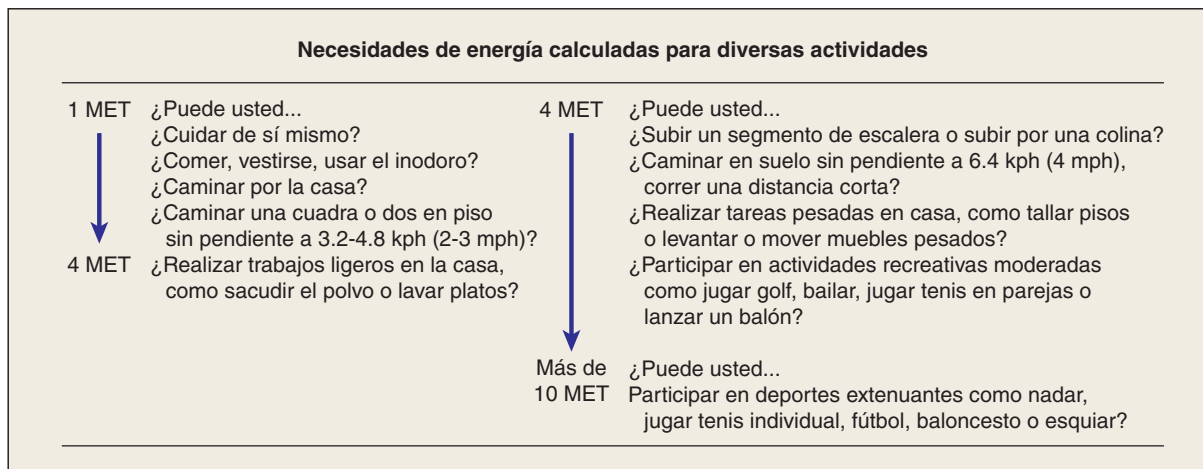 Necesidades de energía calculadas para diversas actividades
1 MET ¿Puede usted...
¿Cuidar de sí mismo?
¿Comer, vestirse, usar el inodoro?
¿Caminar por la casa?
¿Caminar una cuadra o dos en piso
sin pendiente a 3.2-4.8 kph (2-3 mph)?
4 MET ¿Realizar trabajos ligeros en la casa,
como sacudir el polvo o lavar platos?
4 MET ¿Puede usted...
¿Subir un segmento de escalera o subir por una colina?
¿Caminar en suelo sin pendiente a 6.4 kph (4 mph),
correr una distancia corta?
¿Realizar tareas pesadas en casa, como tallar pisos
o levantar o mover muebles pesados?
¿Participar en actividades recreativas moderadas
como jugar golf, bailar, jugar tenis en parejas o
lanzar un balón?
Más de ¿Puede usted...
10 MET Participar en deportes extenuantes como nadar,
jugar tenis individual, fútbol, baloncesto o esquiar?